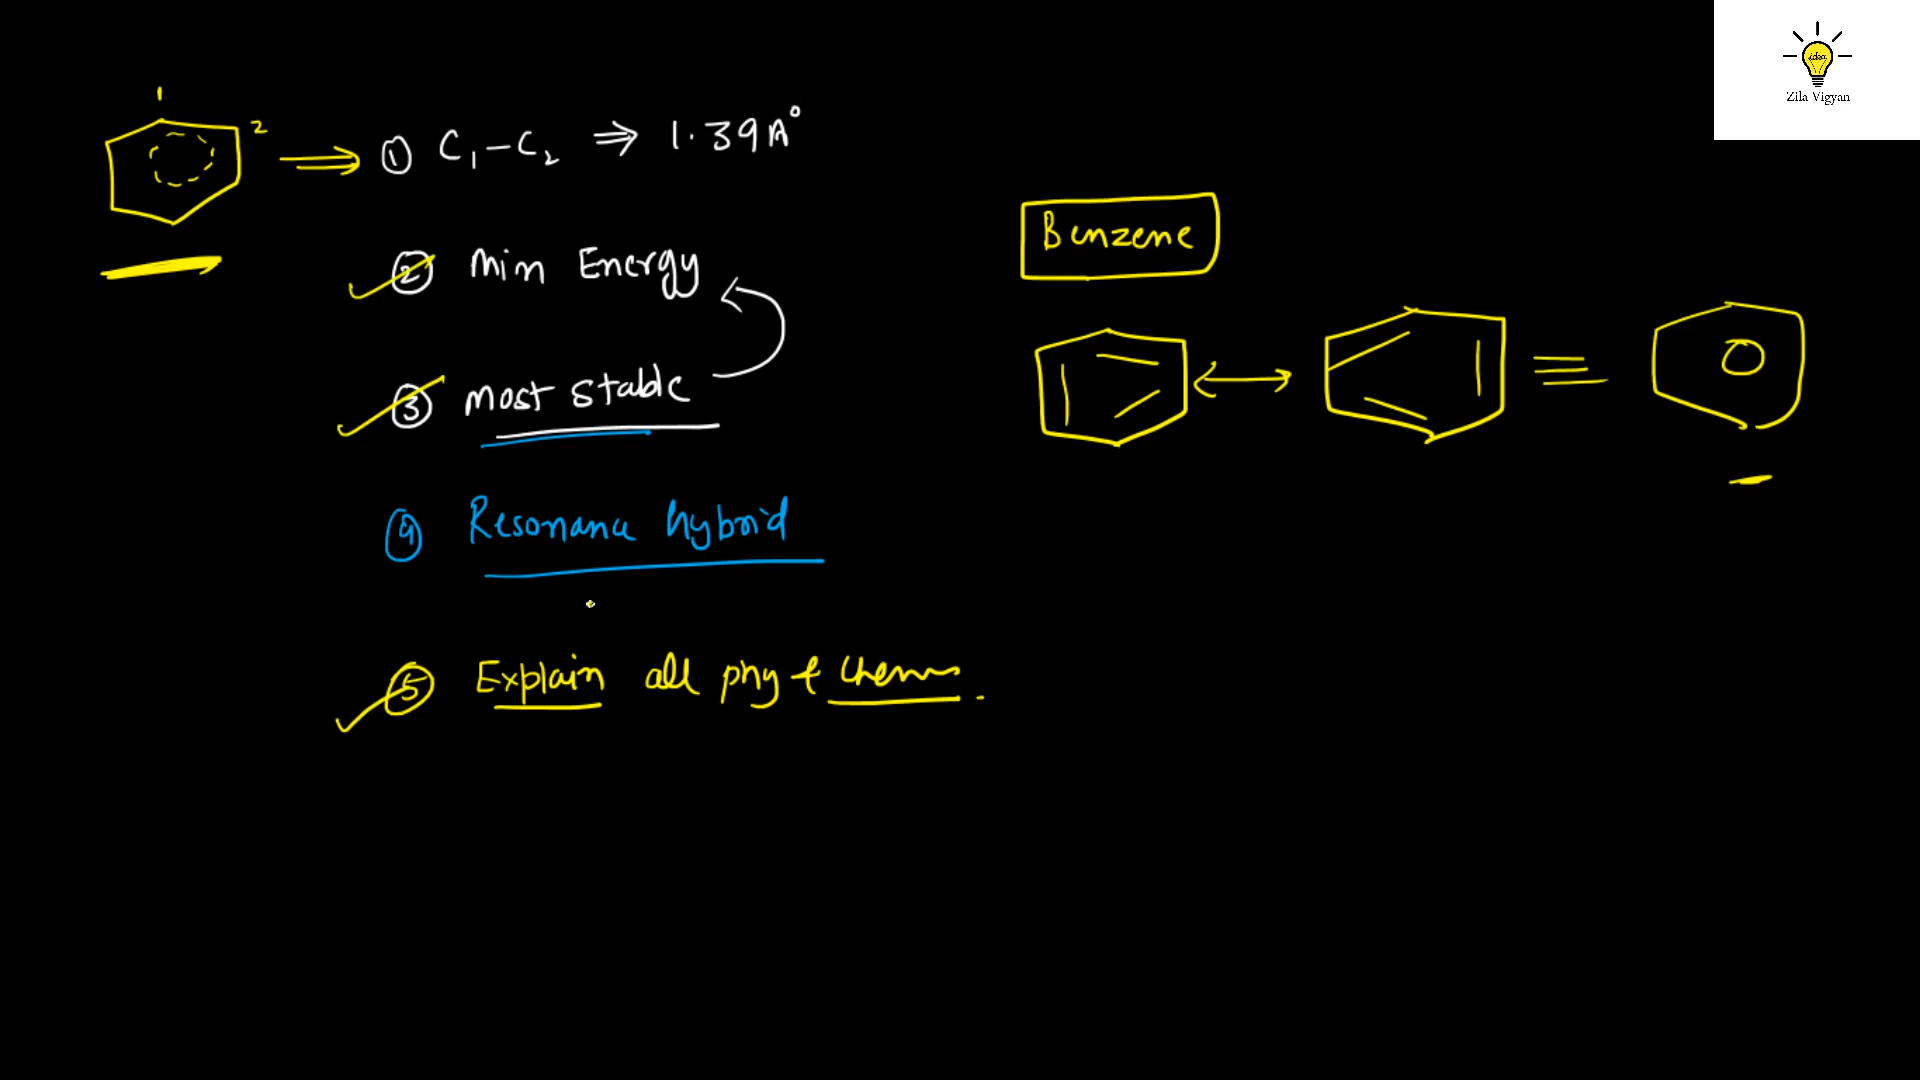 idea
Zila Vigyan
1
2
① C₁-C₂ ⇒ 1.39A°
② Min Energy
③ most stable
④ Resonance hybrid
⑤ Explain all phy & chem.
Benzene